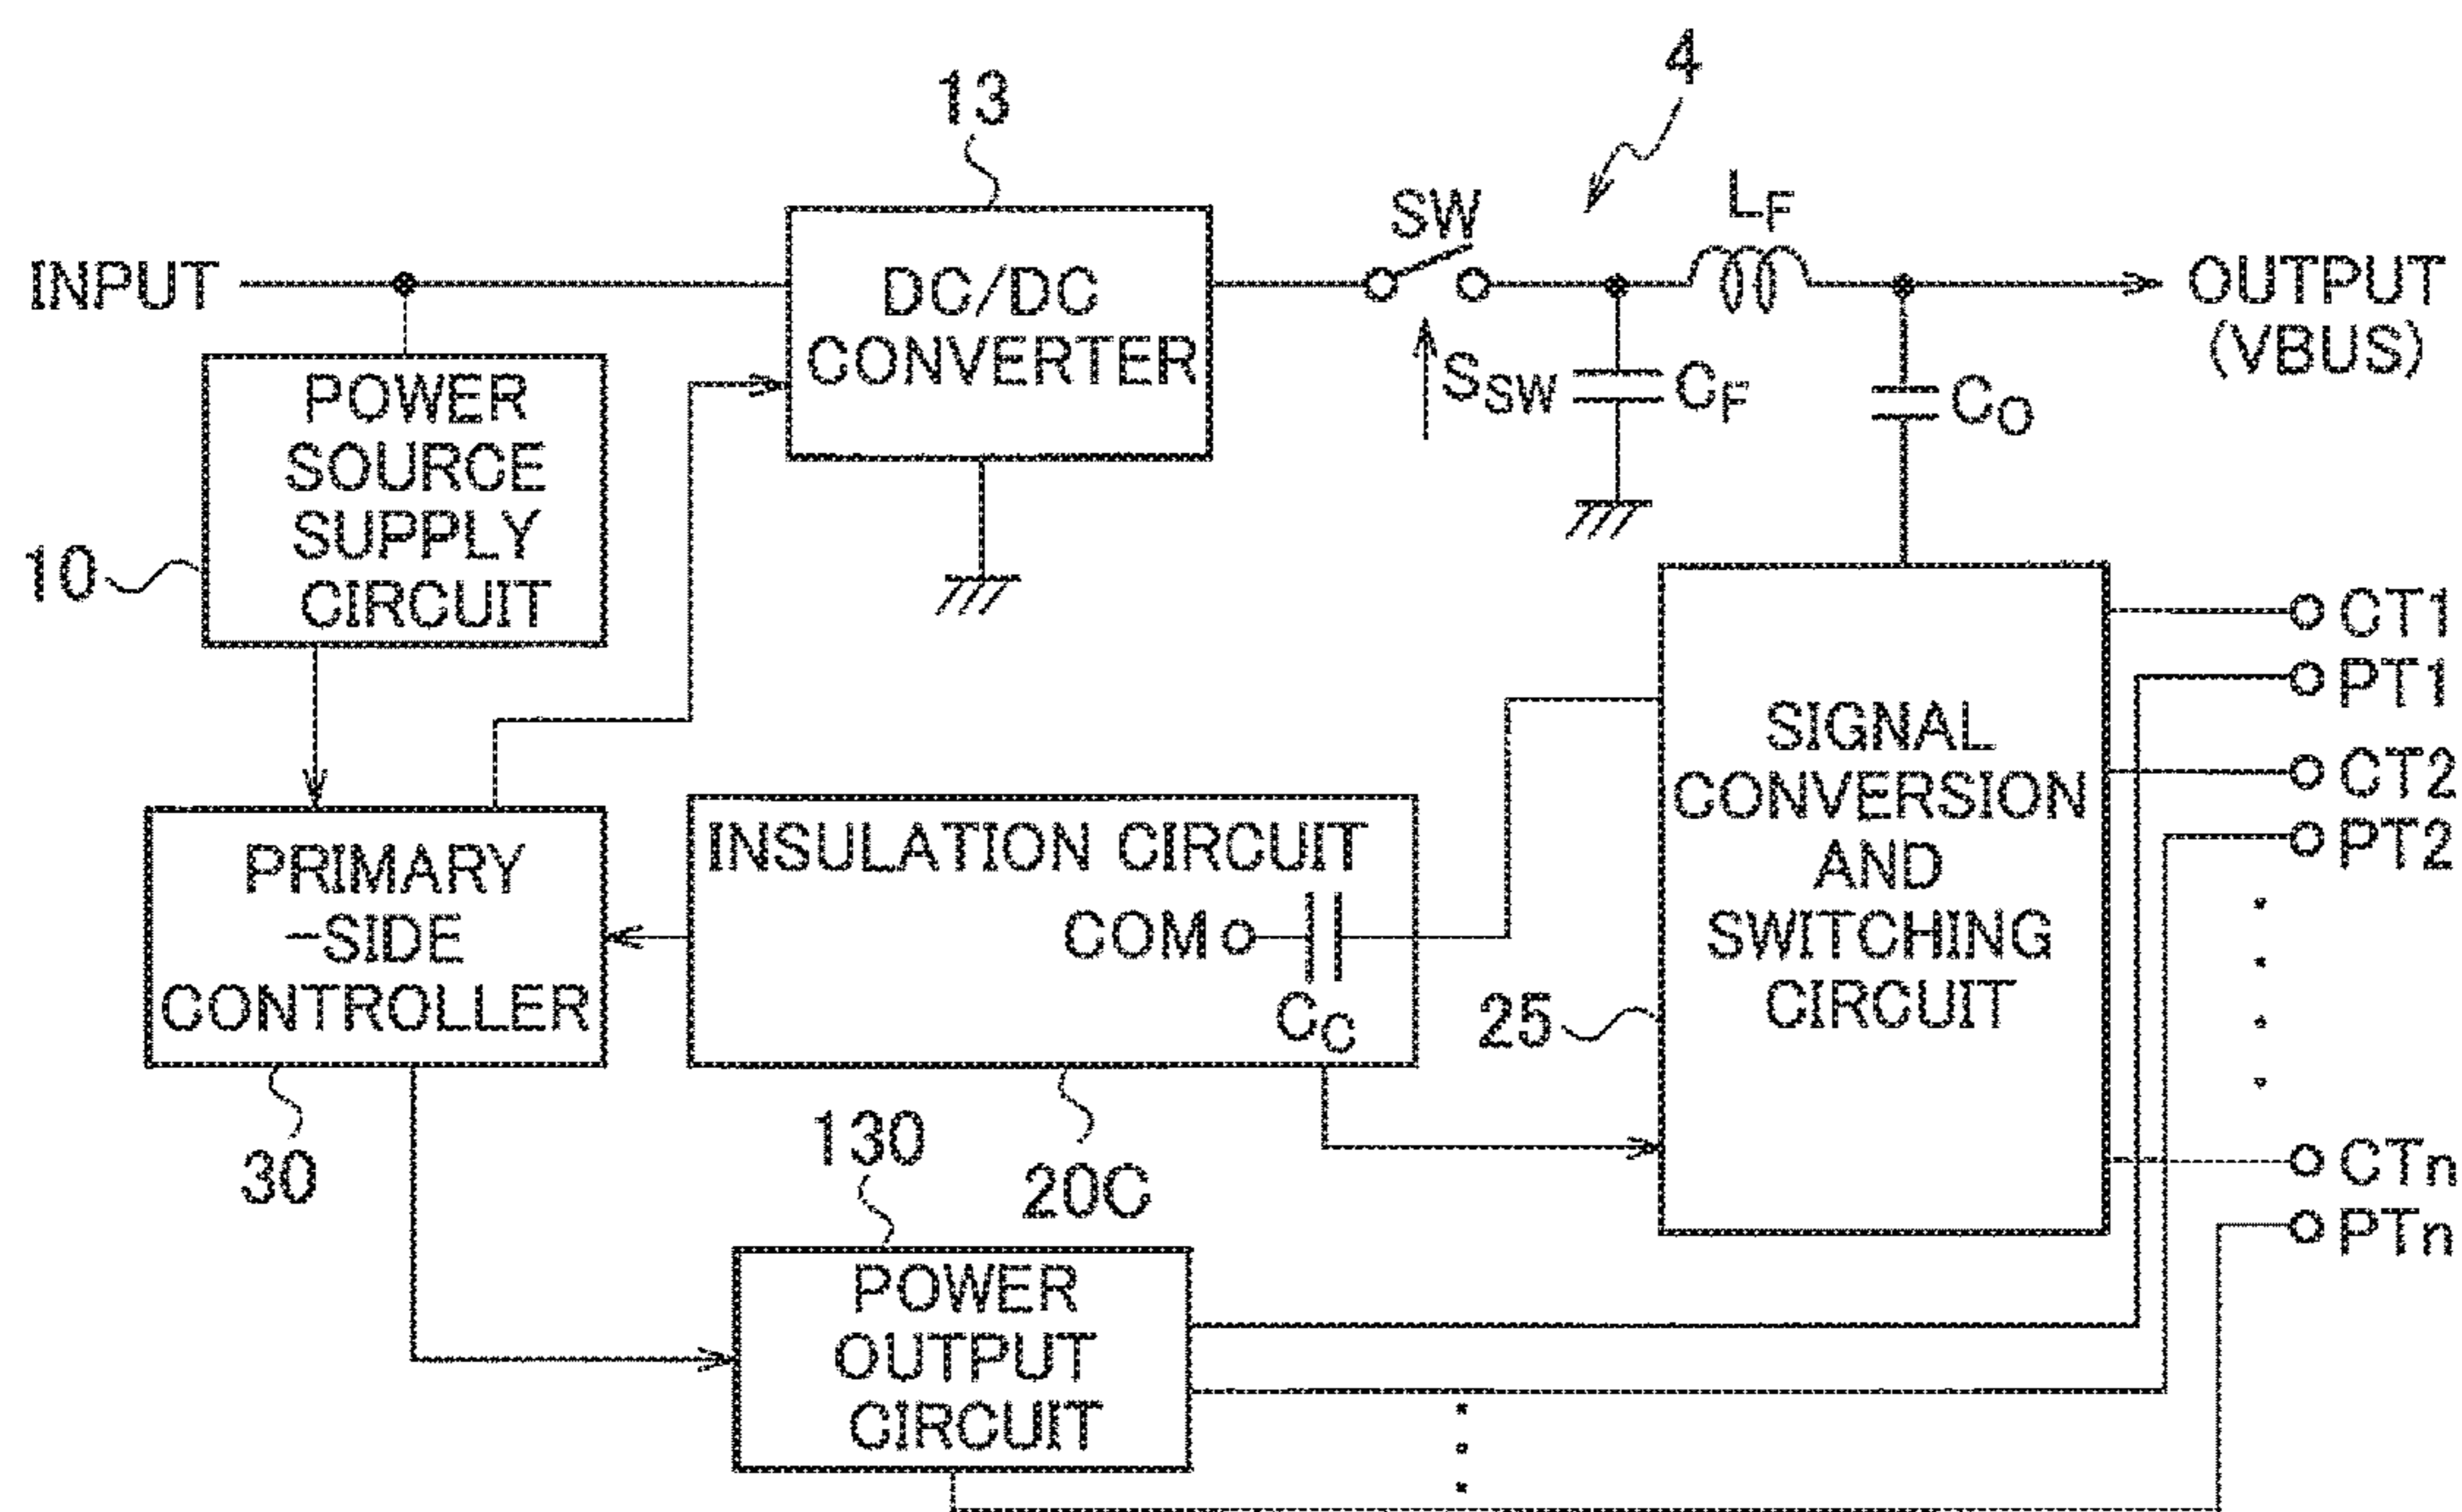 4
13
SW
LF
INPUT
DC/DC
CONVERTER
OUTPUT
(VBUS)
SSW
CF
CO
POWER
SOURCE
SUPPLY
CIRCUIT
10
CT1
PT1
CT2
PT2
CTn
PTn
SIGNAL
CONVERSION
AND
SWITCHING
CIRCUIT
25
INSULATION CIRCUIT
COM
CC
20C
PRIMARY
-SIDE
CONTROLLER
30
130
POWER
OUTPUT
CIRCUIT